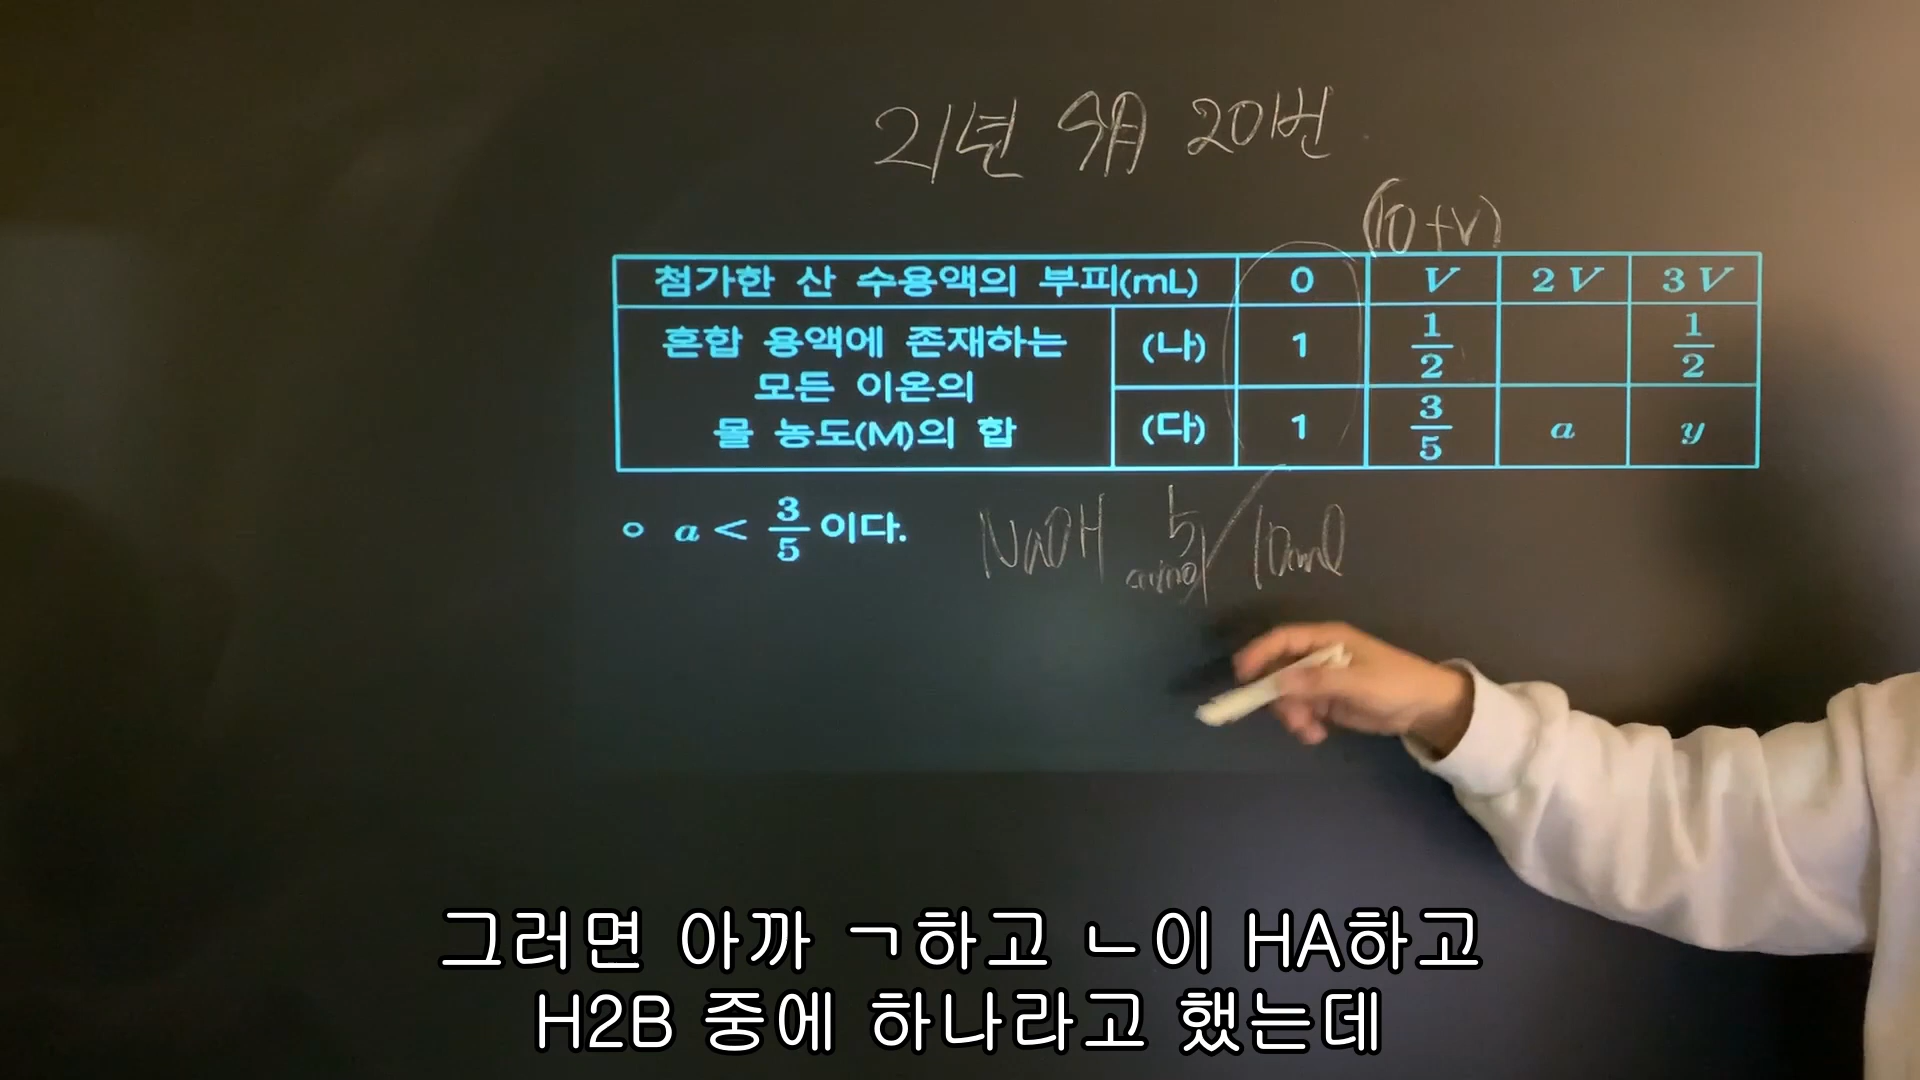 21년 9月 20번
(10+V)
첨가한 산 수용액의 부피(mL) 0 V 2V 3V
혼합 용액에 존재하는 모든 이온의 몰 농도(M)의 합
(나) 1 1/2 1/2
(다) 1 3/5 a y
○ a < 3/5 이다.
NaOH 5 mmol / 10ml
그러면 아까 ㄱ하고 ㄴ이 HA하고
H2B 중에 하나라고 했는데